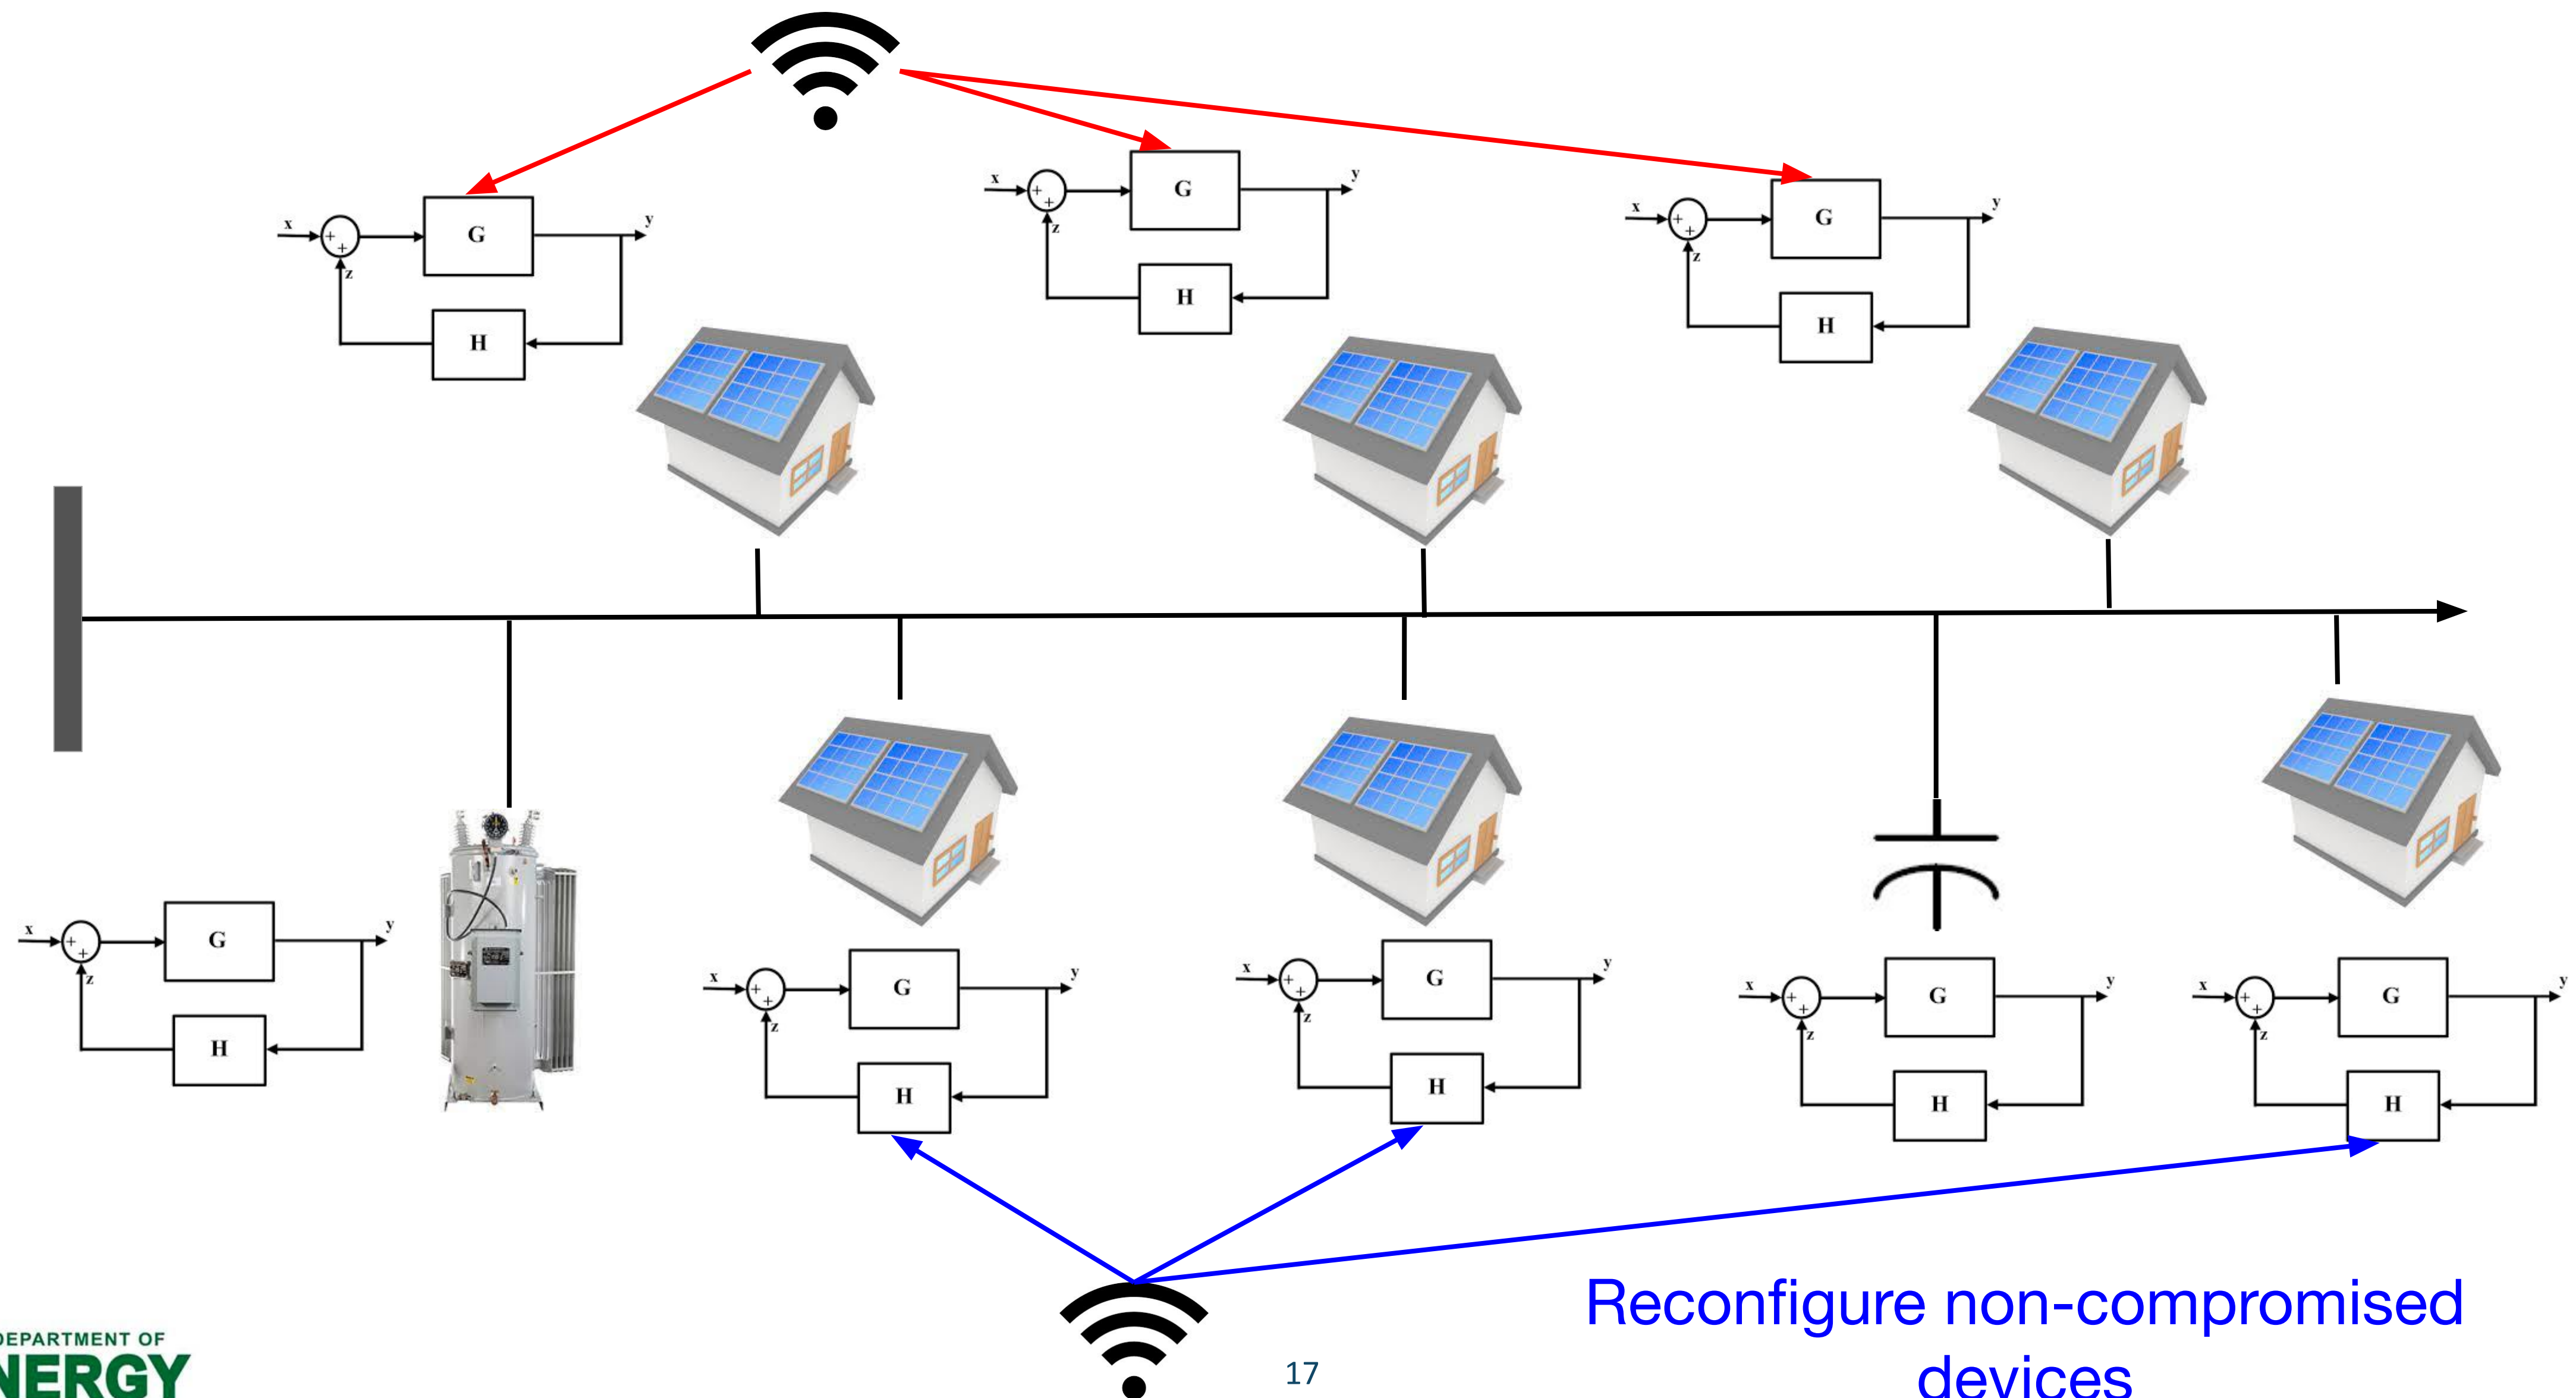 x + G y
+
z
H
x + G y
+
z
H
x + G y
+
z
H
x + G y
+
z
H
x + G y
+
z
H
x + G y
+
z
H
x + G y
+
z
H
x + G y
+
z
H
Reconfigure non-compromised
devices
DEPARTMENT OF
NERGY
17